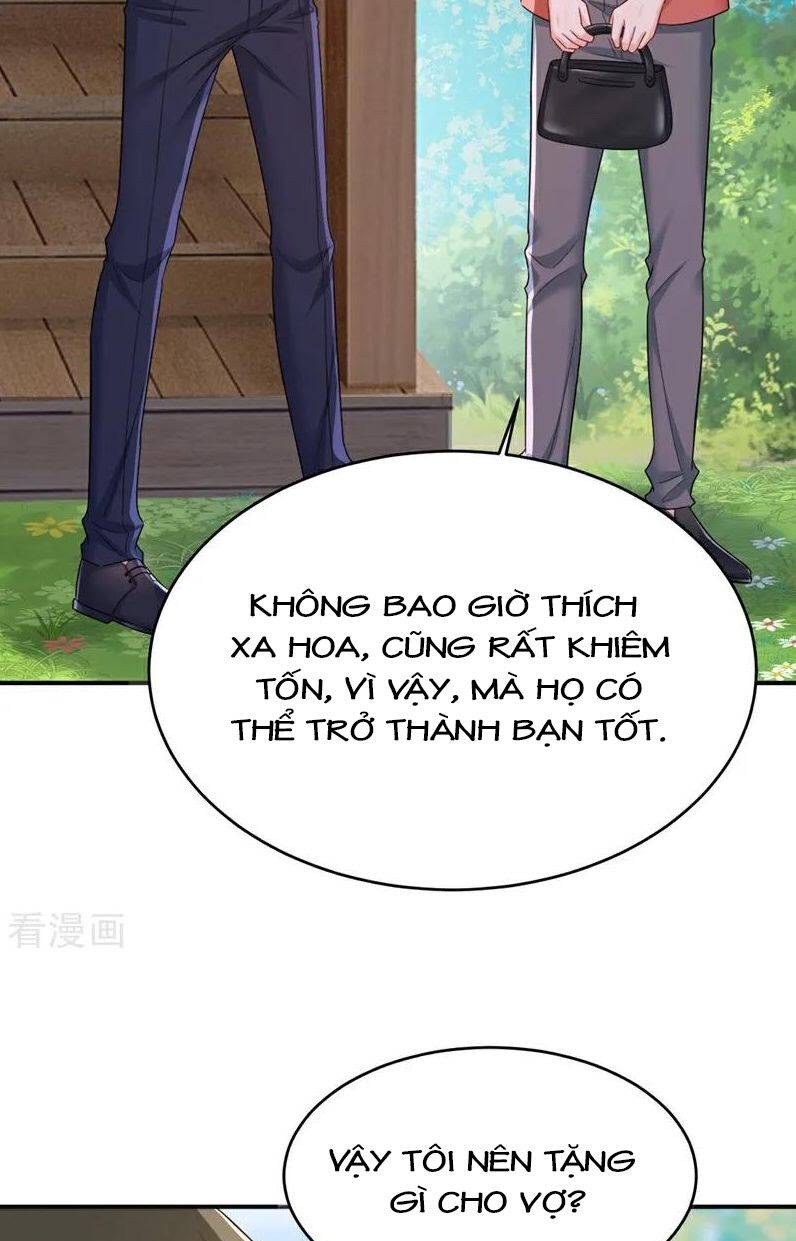 KHÔNG BAO GIỜ THÍCH
XA HOA, CŨNG RẤT KHIÊM
TỐN, VÌ VẬY, MÀ HỌ CÓ
THỂ TRỞ THÀNH BẠN TỐT.
看漫画
VẬY TÔI NÊN TẶNG
GÌ CHO VỢ?